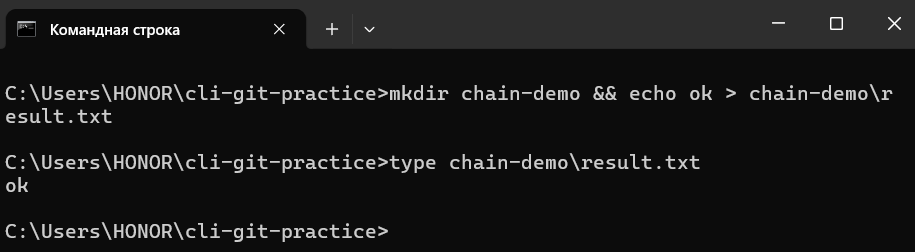 Командная строка
C:\Users\HONOR\cli-git-practice>mkdir chain-demo && echo ok > chain-demo\r
esult.txt
C:\Users\HONOR\cli-git-practice>type chain-demo\result.txt
ok
C:\Users\HONOR\cli-git-practice>